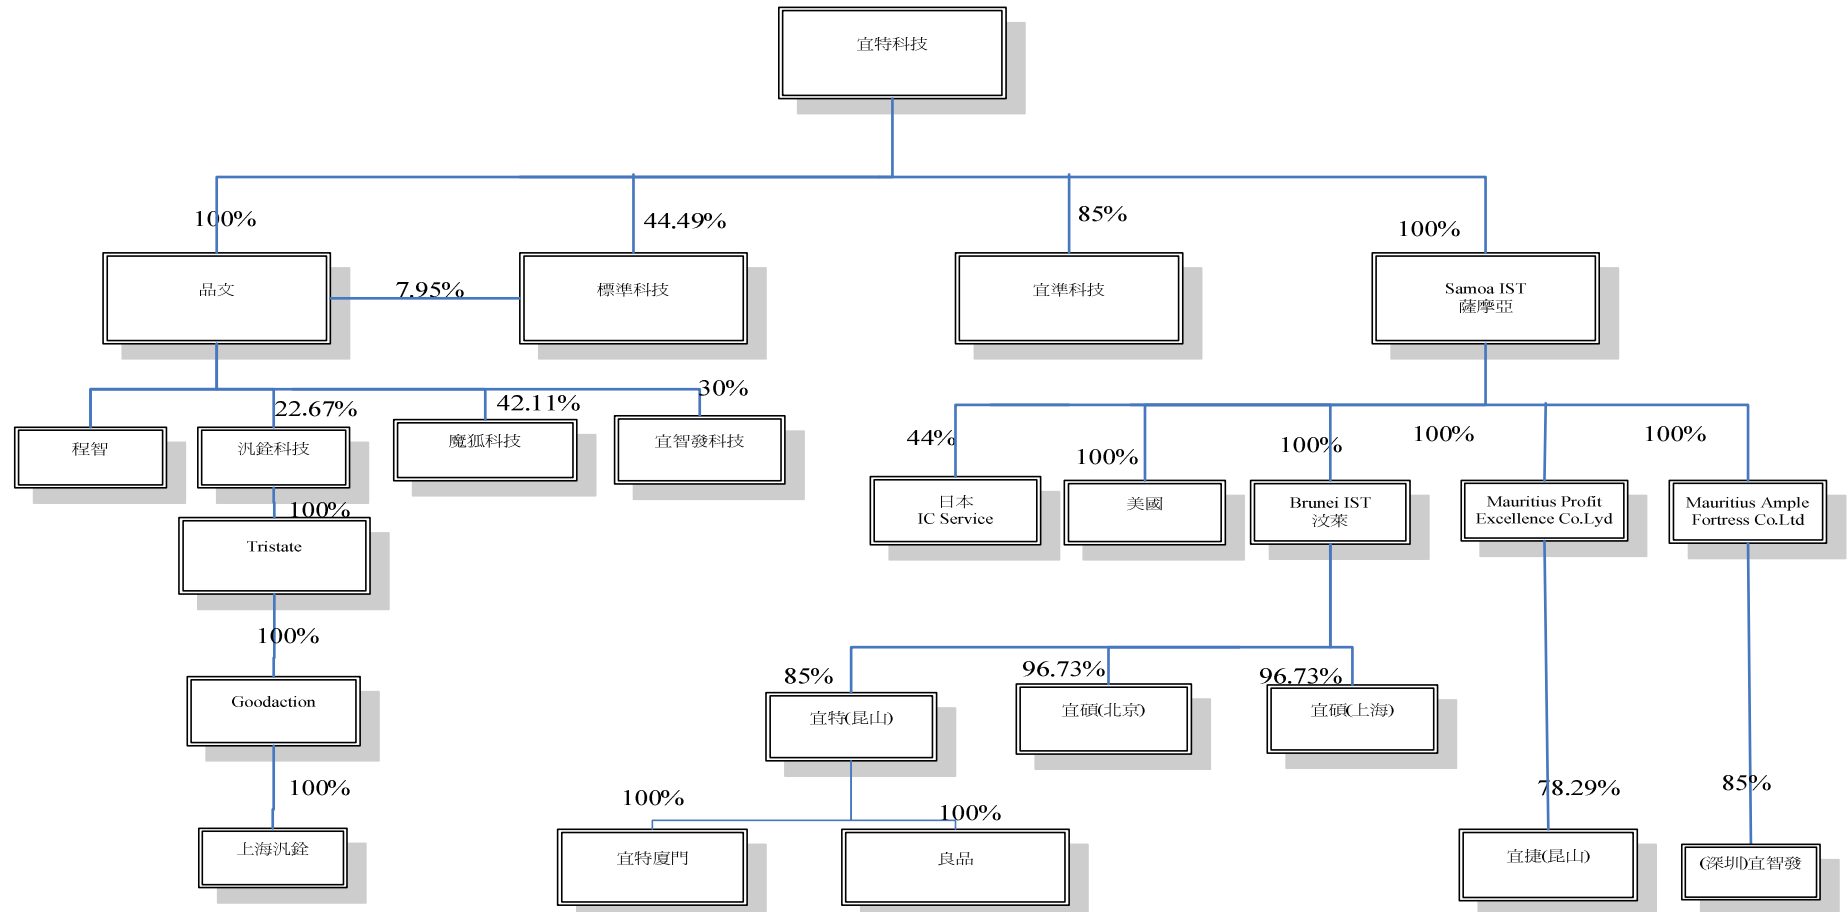 宜特科技
100%
44.49%
85%
100%
品文
7.95%
標準科技
宜準科技
Samoa IST
薩摩亞
30%
22.67%
42.11%
程智
汎銓科技
魔狐科技
宜智發科技
44%
100%
100%
100%
100%
日本
IC Service
美國
Brunei IST
汶萊
Mauritius Profit
Excellence Co.Lyd
Mauritius Ample
Fortress Co.Ltd
100%
Tristate
100%
85%
96.73%
96.73%
Goodaction
宜特(昆山)
宜碩(北京)
宜碩(上海)
100%
100%
100%
78.29%
85%
上海汎銓
宜特廈門
良品
宜捷(昆山)
(深圳)宜智發